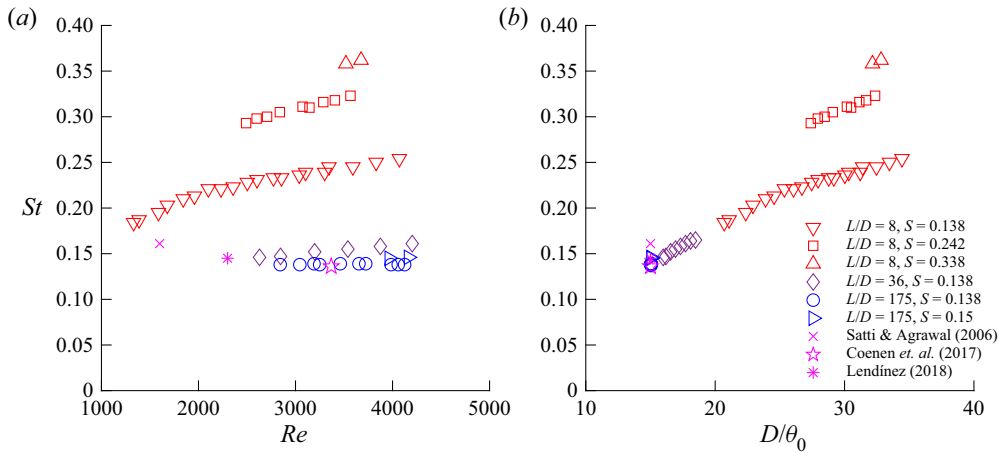 (a)
(b)
0.40
0.35
0.30
0.25
St
0.20
0.15
0.10
0.05
0.00
1000 2000 3000 4000 5000
Re
0.40
0.35
0.30
0.25
0.20
0.15
0.10
0.05
0.00
10 20 30 40
D/θ0
L/D = 8, S = 0.138
L/D = 8, S = 0.242
L/D = 8, S = 0.338
L/D = 36, S = 0.138
L/D = 175, S = 0.138
L/D = 175, S = 0.15
Satti & Agrawal (2006)
Coenen et. al (2017)
Lendínez (2018)